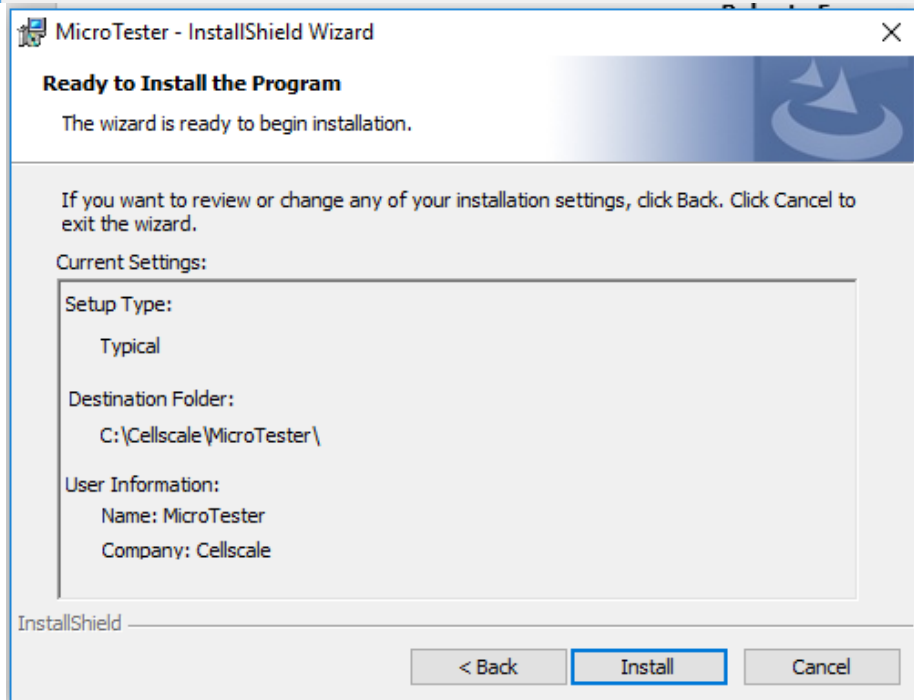 MicroTester - InstallShield Wizard
Ready to Install the Program
The wizard is ready to begin installation.
If you want to review or change any of your installation settings, click Back. Click Cancel to
exit the wizard.
Current Settings:
Setup Type:
Typical
Destination Folder:
C:\Cellscale\MicroTester\
User Information:
Name: MicroTester
Company: Cellscale
InstallShield
< Back
Install
Cancel